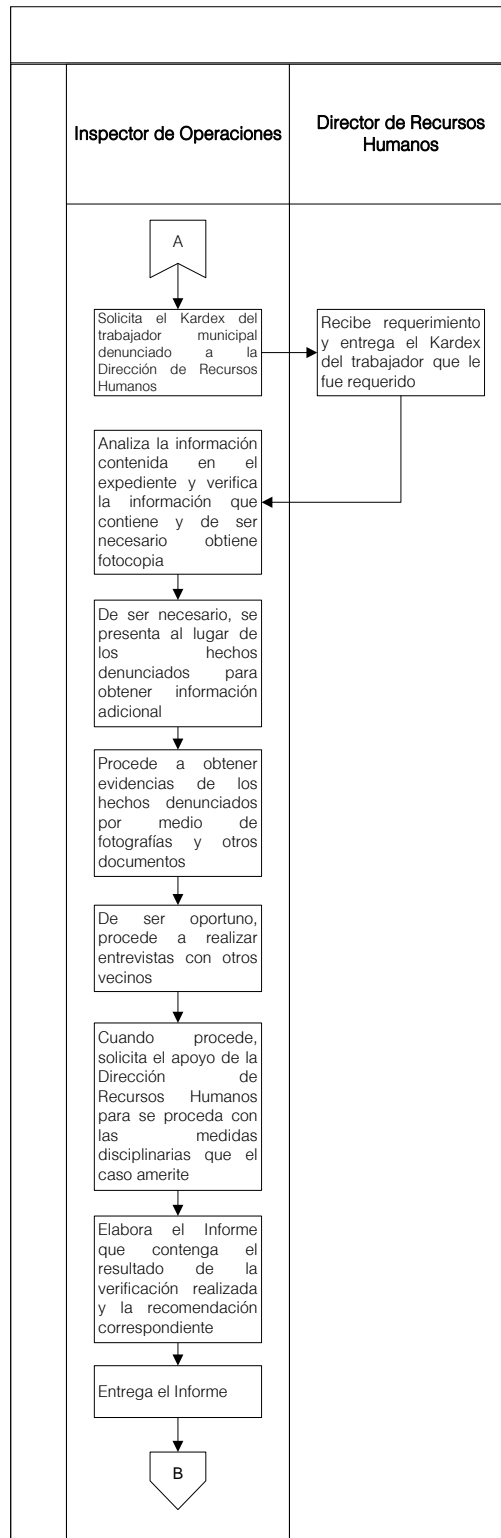 Inspector de Operaciones
Director de Recursos
Humanos
A
Solicita el Kardex del
trabajador municipal
denunciado a la
Dirección de Recursos
Humanos
Recibe requerimiento
y entrega el Kardex
del trabajador que le
fue requerido
Analiza la información
contenida en el
expediente y verifica
la información que
contiene y de ser
necesario obtiene
fotocopia
De ser necesario, se
presenta al lugar de
los hechos
denunciados para
obtener información
adicional
Procede a obtener
evidencias de los
hechos denunciados
por medio de
fotografías y otros
documentos
De ser oportuno,
procede a realizar
entrevistas con otros
vecinos
Cuando procede,
solicita el apoyo de la
Dirección de
Recursos Humanos
para se proceda con
las medidas
disciplinarias que el
caso amerite
Elabora el Informe
que contenga el
resultado de la
verificación realizada
y la recomendación
correspondiente
Entrega el Informe
B